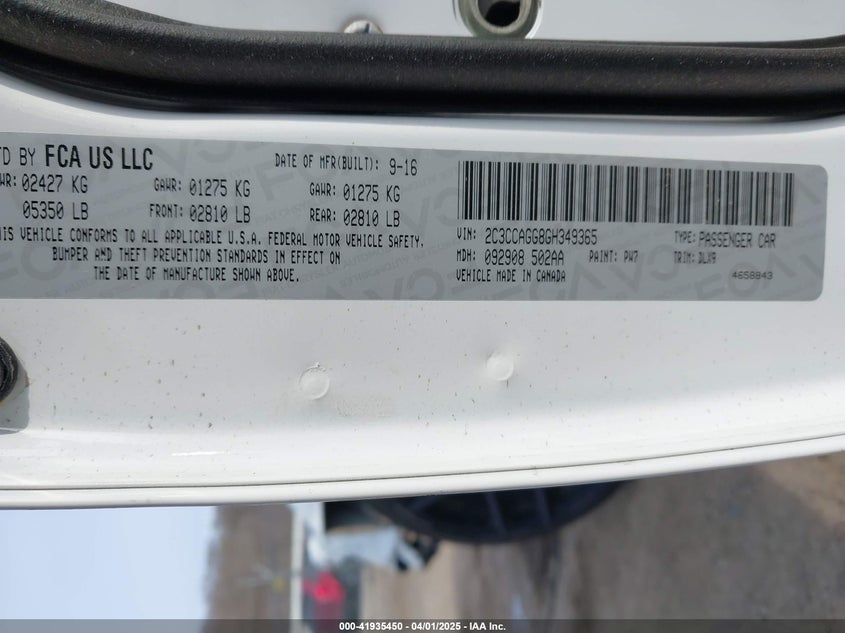 FD BY FCA US LLC DATE OF MFR(BUILT): 9-16
WR: 02427 KG GAWR: 01275 KG GAWR: 01275 KG
05350 LB FRONT: 02810 LB REAR: 02810 LB
HIS VEHICLE CONFORMS TO ALL APPLICABLE U.S.A. FEDERAL MOTOR VEHICLE SAFETY,
BUMPER AND THEFT PREVENTION STANDARDS IN EFFECT ON
THE DATE OF MANUFACTURE SHOWN ABOVE.
VIN: 2C3CCAGG8GH349365 TYPE: PASSENGER CAR
MDH: 092908 502AA PAINT: PW7 TRIM: DLX9
VEHICLE MADE IN CANADA 4658843
000-41935450 | 04/01/2025 | IAA Inc.